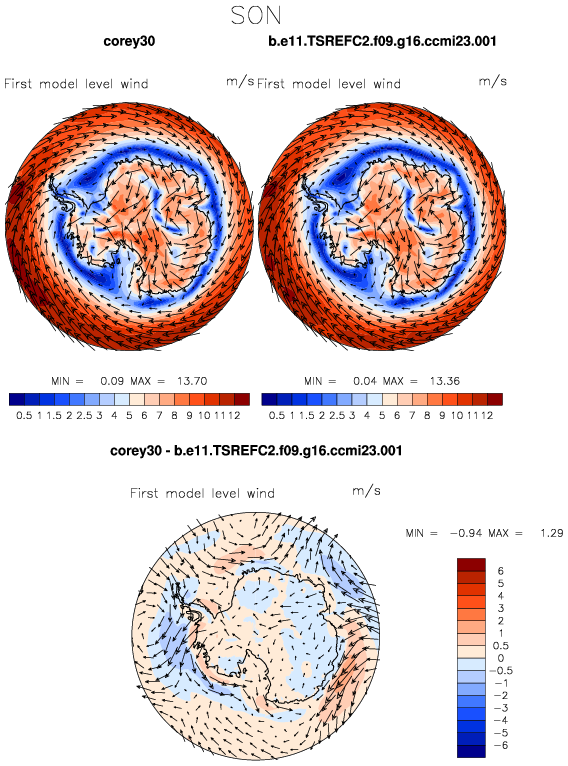 SON
corey30
b.e11.TSREFC2.f09.g16.ccmi23.001
First model level wind m/s
First model level wind m/s
MIN = 0.09 MAX = 13.70
MIN = 0.04 MAX = 13.36
0.5 1 1.5 2 2.5 3 4 5 6 7 8 9 10 11 12
0.5 1 1.5 2 2.5 3 4 5 6 7 8 9 10 11 12
corey30 - b.e11.TSREFC2.f09.g16.ccmi23.001
First model level wind m/s
MIN = -0.94 MAX = 1.29
6
5
4
3
2
1
0.5
0
-0.5
-1
-2
-3
-4
-5
-6